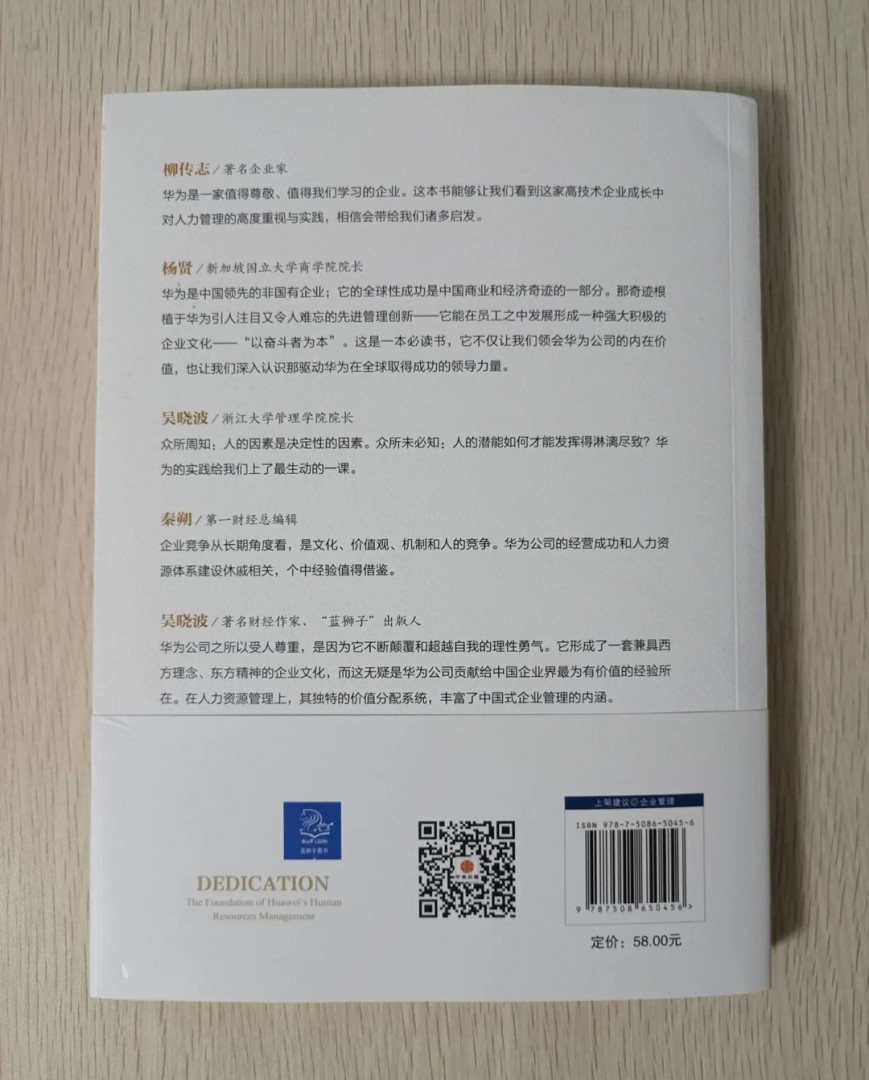 柳传志/著名企业家
华为是一家值得尊敬、值得我们学习的企业。这本书能够让我们看到这家高技术企业成长中
对人力管理的高度重视与实践，相信会带给我们诸多启发。
杨贤/新加坡国立大学商学院院长
华为是中国领先的非国有企业；它的全球性成功是中国商业和经济奇迹的一部分。那奇迹根
植于华为引人注目又令人难忘的先进管理创新——它能在员工之中发展形成一种强大积极的
企业文化——“以奋斗者为本”。这是一本必读书，它不仅让我们领会华为公司的内在价
值，也让我们深入认识那驱动华为在全球取得成功的领导力量。
吴晓波/浙江大学管理学院院长
众所周知：人的因素是决定性的因素。众所未必知：人的潜能如何才能发挥得淋漓尽致？华
为的实践给我们上了最生动的一课。
秦朔/第一财经总编辑
企业竞争从长期角度看，是文化、价值观、机制和人的竞争。华为公司的经营成功和人力资
源体系建设休戚相关，个中经验值得借鉴。
吴晓波/著名财经作家、“蓝狮子”出版人
华为公司之所以受人尊重，是因为它不断颠覆和超越自我的理性勇气。它形成了一套兼具西
方理念、东方精神的企业文化，而这无疑是华为公司贡献给中国企业界最为有价值的经验所
在。在人力资源管理上，其独特的价值分配系统，丰富了中国式企业管理的内涵。
BLUE LION
蓝狮子图书
DEDICATION
The Foundation of Huawei's Human
Resources Management
上架建议◎企业管理
ISBN 978-7-5086-5045-6
9 787508 650456 >
定价：58.00元